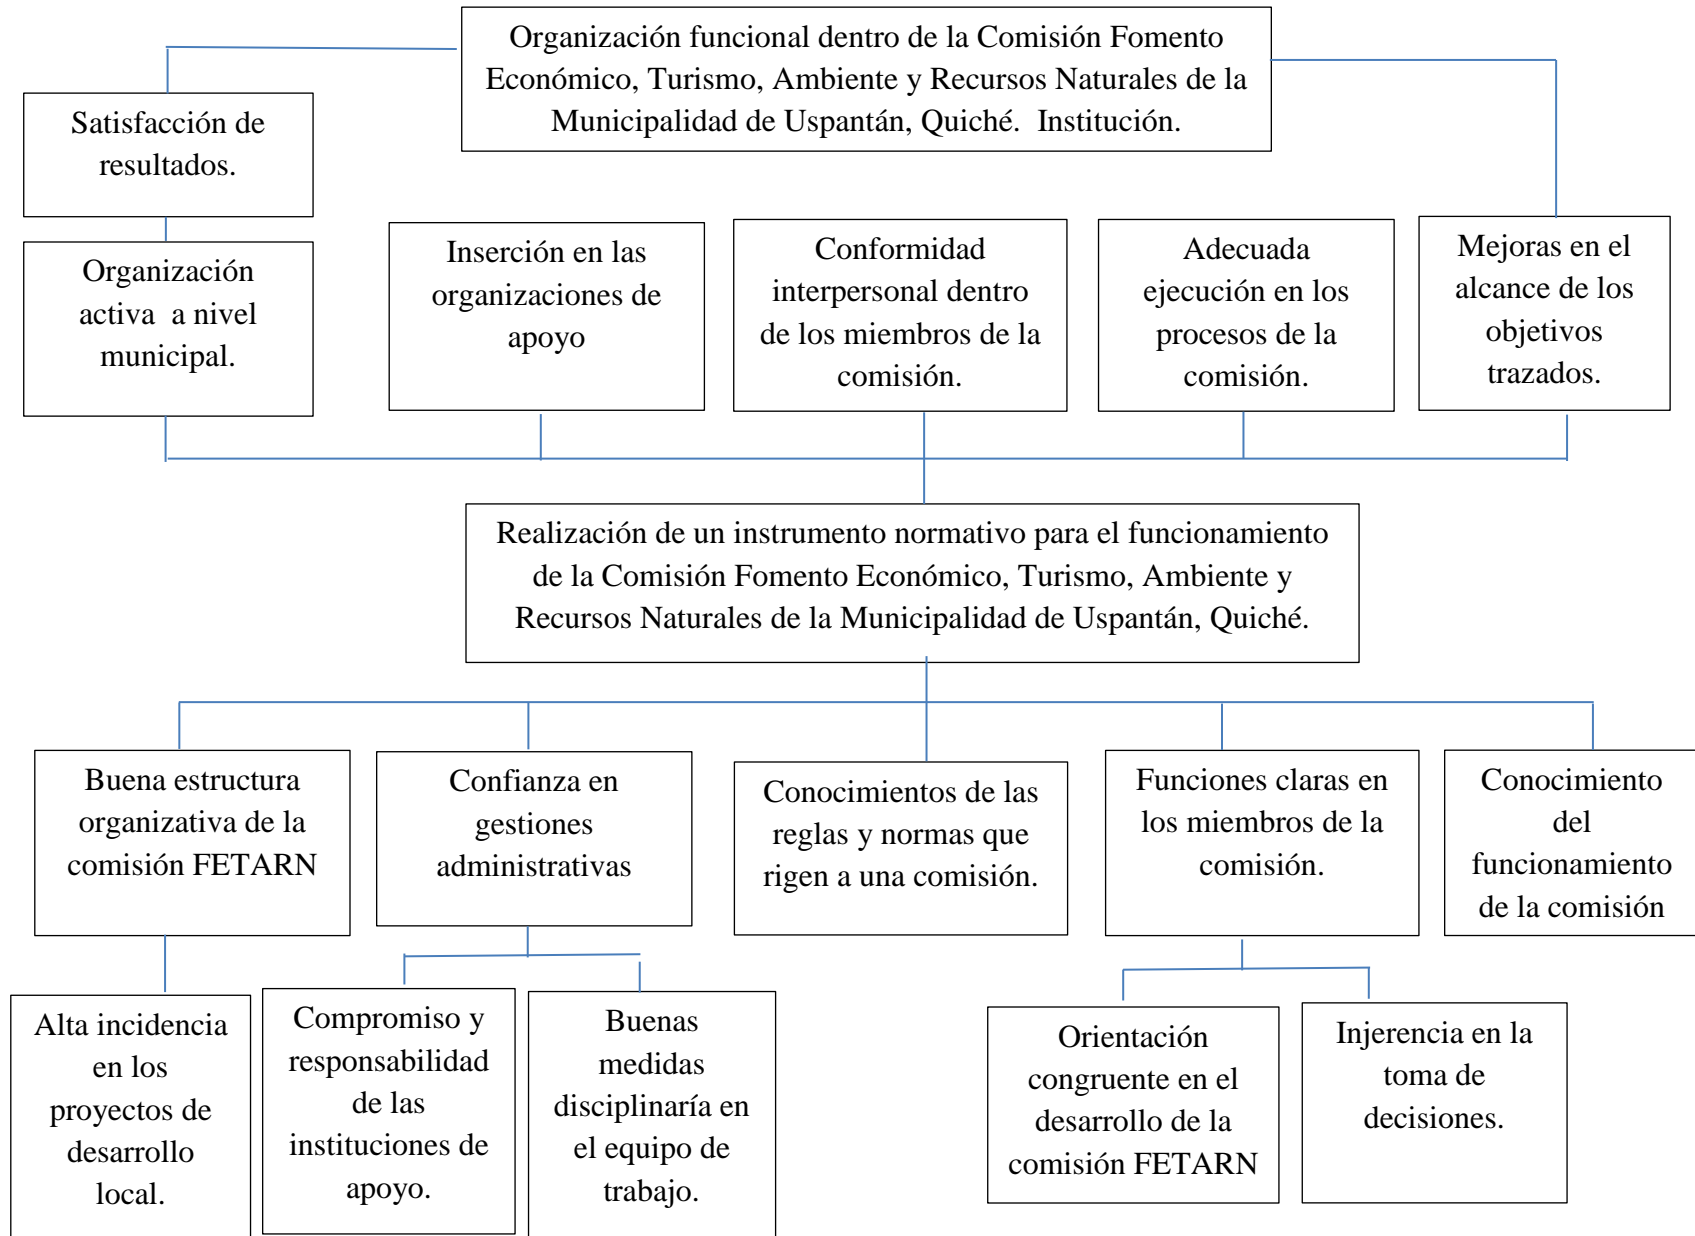 Organización funcional dentro de la Comisión Fomento
Económico, Turismo, Ambiente y Recursos Naturales de la
Municipalidad de Uspantán, Quiché.  Institución.
Satisfacción de
resultados.
Organización
activa  a nivel
municipal.
Inserción en las
organizaciones de
apoyo
Conformidad
interpersonal dentro
de los miembros de la
comisión.
Adecuada
ejecución en los
procesos de la
comisión.
Mejoras en el
alcance de los
objetivos
trazados.
Realización de un instrumento normativo para el funcionamiento
de la Comisión Fomento Económico, Turismo, Ambiente y
Recursos Naturales de la Municipalidad de Uspantán, Quiché.
Buena estructura
organizativa de la
comisión FETARN
Confianza en
gestiones
administrativas
Conocimientos de las
reglas y normas que
rigen a una comisión.
Funciones claras en
los miembros de la
comisión.
Conocimiento
del
funcionamiento
de la comisión
Alta incidencia
en los
proyectos de
desarrollo
local.
Compromiso y
responsabilidad
de las
instituciones de
apoyo.
Buenas
medidas
disciplinaría en
el equipo de
trabajo.
Orientación
congruente en el
desarrollo de la
comisión FETARN
Injerencia en la
toma de
decisiones.